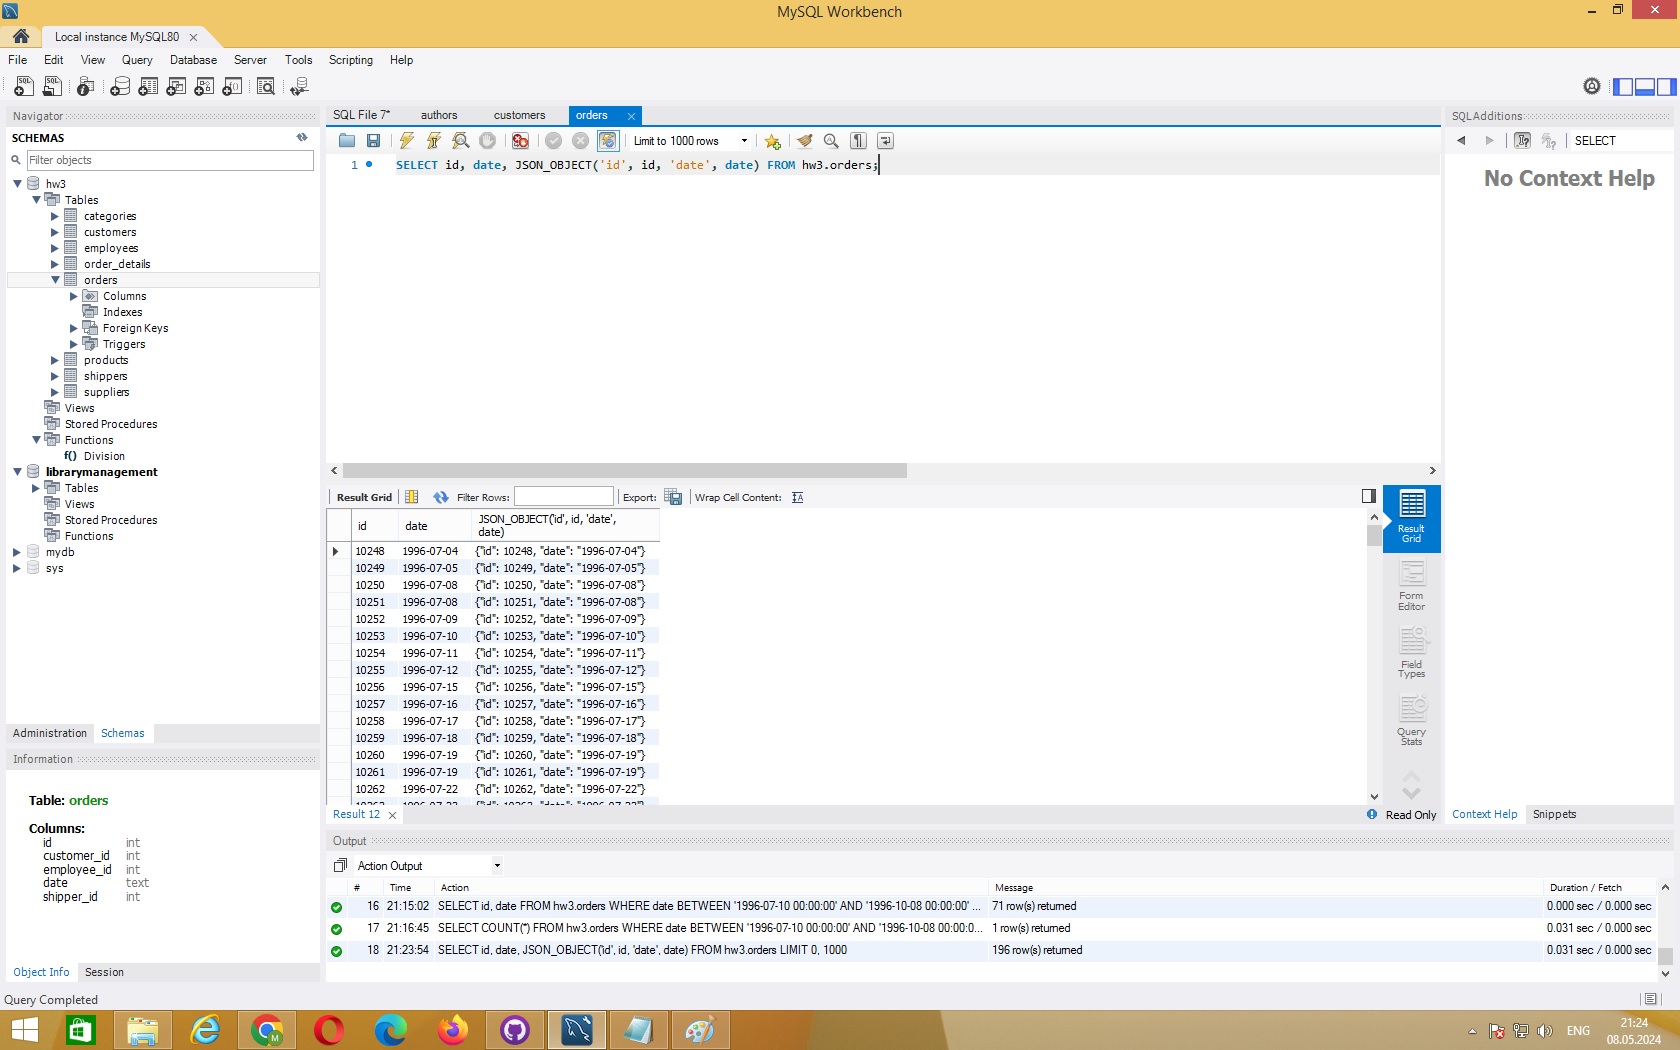 MySQL Workbench
Local instance MySQL80
File Edit View Query Database Server Tools Scripting Help
Navigator
SCHEMAS
Filter objects
hw3
Tables
categories
customers
employees
order_details
orders
Columns
Indexes
Foreign Keys
Triggers
products
shippers
suppliers
Views
Stored Procedures
Functions
f() Division
librarymanagement
Tables
Views
Stored Procedures
Functions
mydb
sys
Administration Schemas
Information
Table: orders
Columns:
id int
customer_id int
employee_id int
date text
shipper_id int
Object Info Session
SQL File 7* authors customers orders
Limit to 1000 rows
1 SELECT id, date, JSON_OBJECT('id', id, 'date', date) FROM hw3.orders;
Result Grid Filter Rows: Export: Wrap Cell Content:
id date JSON_OBJECT('id', id, 'date', date)
10248 1996-07-04 {"id": 10248, "date": "1996-07-04"}
10249 1996-07-05 {"id": 10249, "date": "1996-07-05"}
10250 1996-07-08 {"id": 10250, "date": "1996-07-08"}
10251 1996-07-08 {"id": 10251, "date": "1996-07-08"}
10252 1996-07-09 {"id": 10252, "date": "1996-07-09"}
10253 1996-07-10 {"id": 10253, "date": "1996-07-10"}
10254 1996-07-11 {"id": 10254, "date": "1996-07-11"}
10255 1996-07-12 {"id": 10255, "date": "1996-07-12"}
10256 1996-07-15 {"id": 10256, "date": "1996-07-15"}
10257 1996-07-16 {"id": 10257, "date": "1996-07-16"}
10258 1996-07-17 {"id": 10258, "date": "1996-07-17"}
10259 1996-07-18 {"id": 10259, "date": "1996-07-18"}
10260 1996-07-19 {"id": 10260, "date": "1996-07-19"}
10261 1996-07-19 {"id": 10261, "date": "1996-07-19"}
10262 1996-07-22 {"id": 10262, "date": "1996-07-22"}
Result Grid
Form Editor
Field Types
Query Stats
Result 12
Read Only
SQLAdditions
SELECT
No Context Help
Context Help Snippets
Output
Action Output
# Time Action Message Duration / Fetch
16 21:15:02 SELECT id, date FROM hw3.orders WHERE date BETWEEN '1996-07-10 00:00:00' AND '1996-10-08 00:00:00' ... 71 row(s) returned 0.000 sec / 0.000 sec
17 21:16:45 SELECT COUNT(*) FROM hw3.orders WHERE date BETWEEN '1996-07-10 00:00:00' AND '1996-10-08 00:00:0... 1 row(s) returned 0.031 sec / 0.000 sec
18 21:23:54 SELECT id, date, JSON_OBJECT('id', id, 'date', date) FROM hw3.orders LIMIT 0, 1000 196 row(s) returned 0.031 sec / 0.000 sec
Query Completed
ENG
21:24
08.05.2024